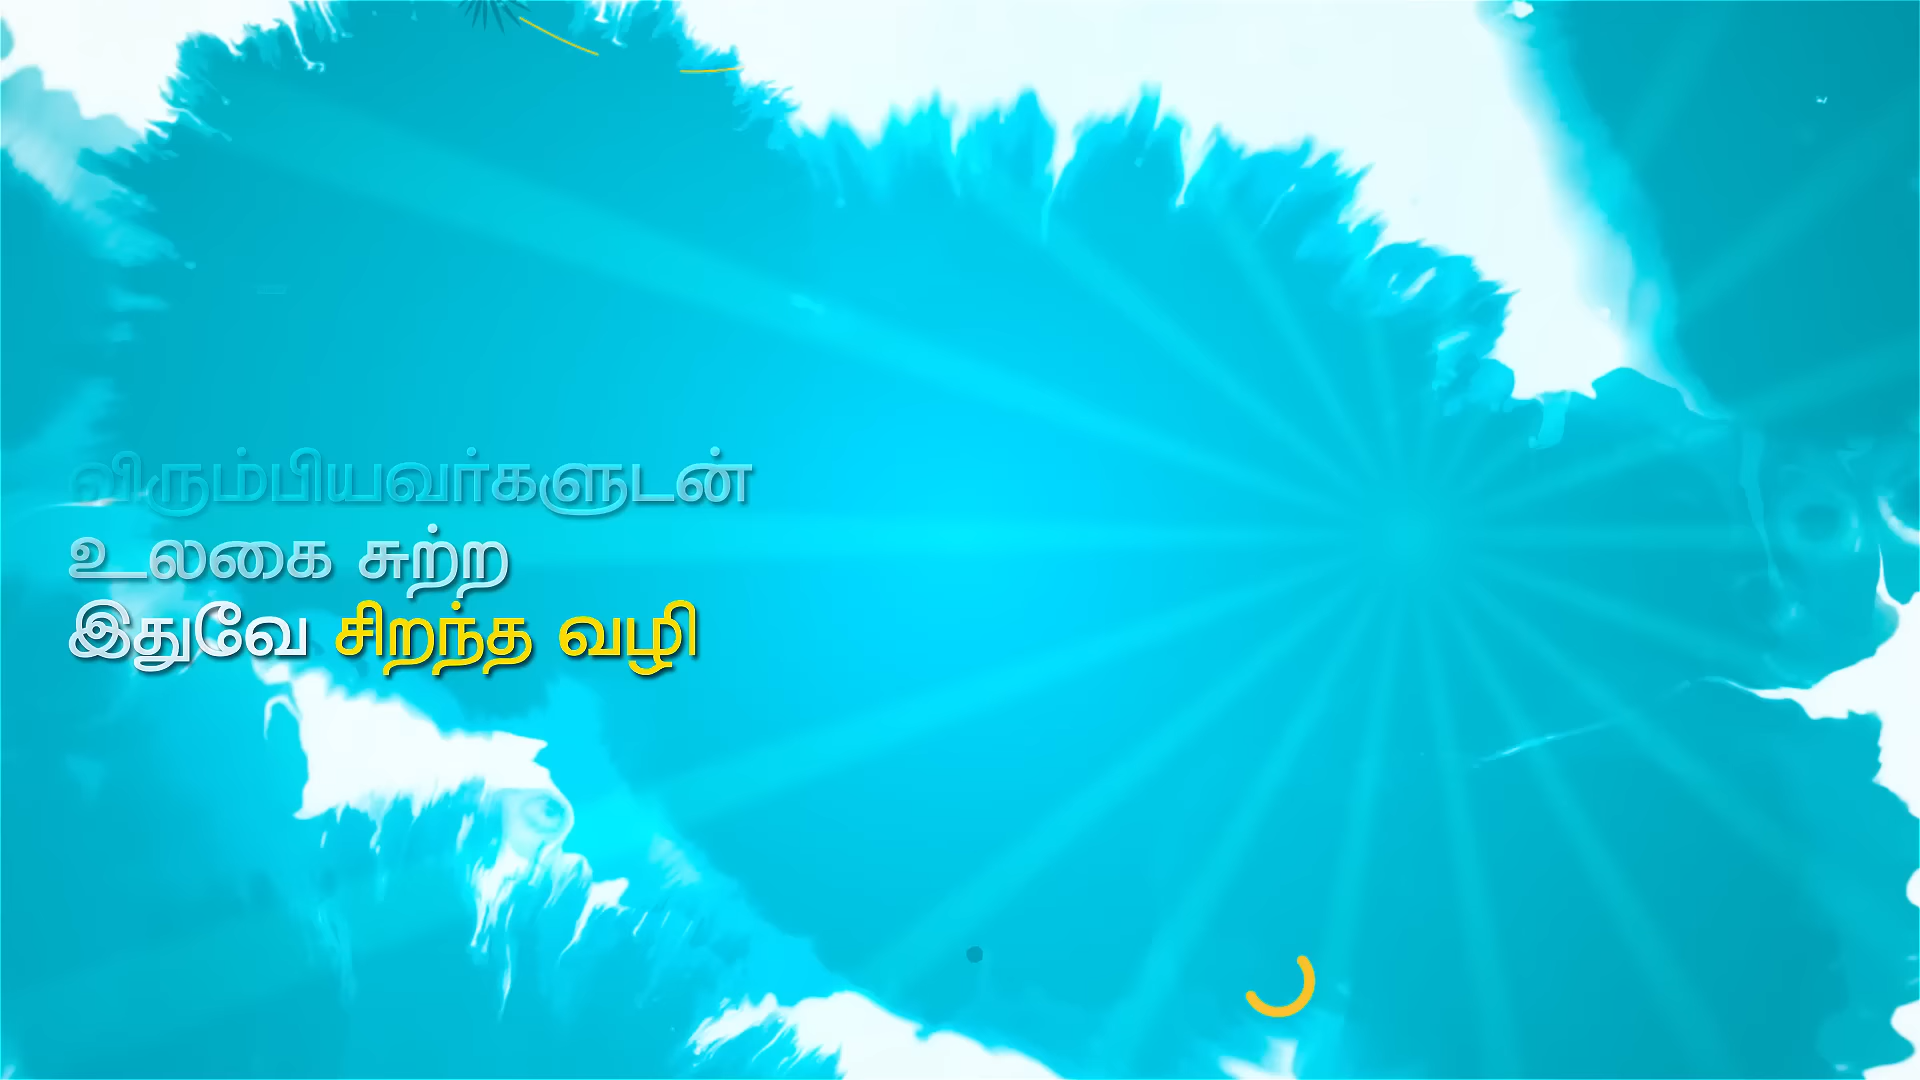 விரும்பியவர்களுடன்
உலகை சுற்ற
இதுவே சிறந்த வழி